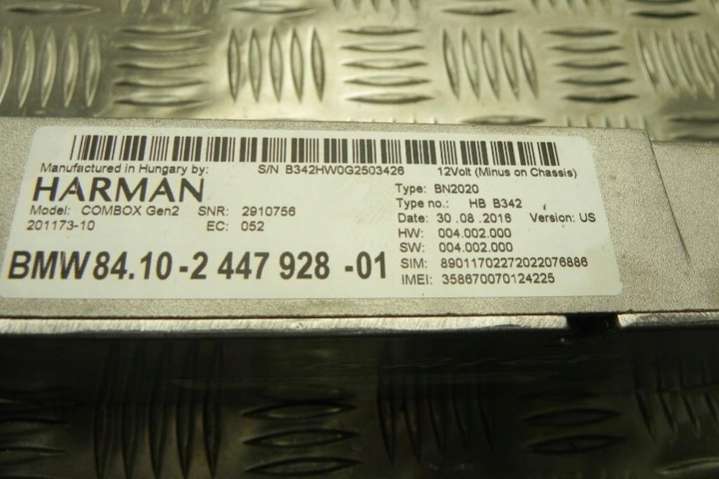 Manufactured in Hungary by: S/N B342HW0G2503426 12Volt (Minus on Chassis)
HARMAN
Type: BN2020
Type no.: HB B342
Model: COMBOX Gen2 SNR: 2910756
Date: 30.08.2016 Version: US
201173-10 EC: 052
HW: 004.002.000
SW: 004.002.000
BMW 84.10-2 447 928 -01
SIM: 89011702272022076886
IMEI: 358670070124225